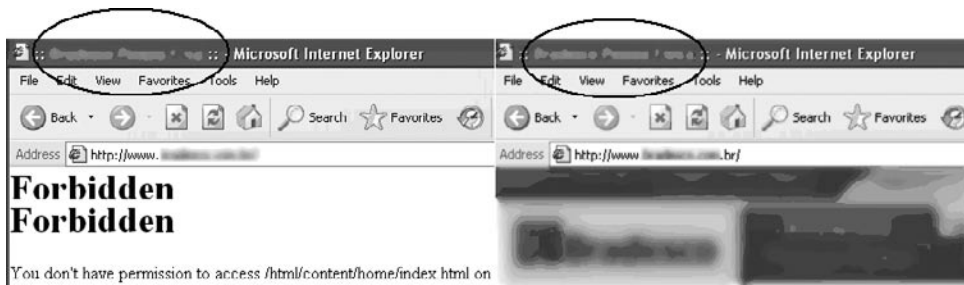 :: :: - Microsoft Internet Explorer
File Edit View Favorites Tools Help
Back Search Favorites
Address http://www.
Forbidden
Forbidden
You don't have permission to access /html/content/home/index html on
:: :: - Microsoft Internet Explorer
File Edit View Favorites Tools Help
Back Search Favorites
Address http://www .br/